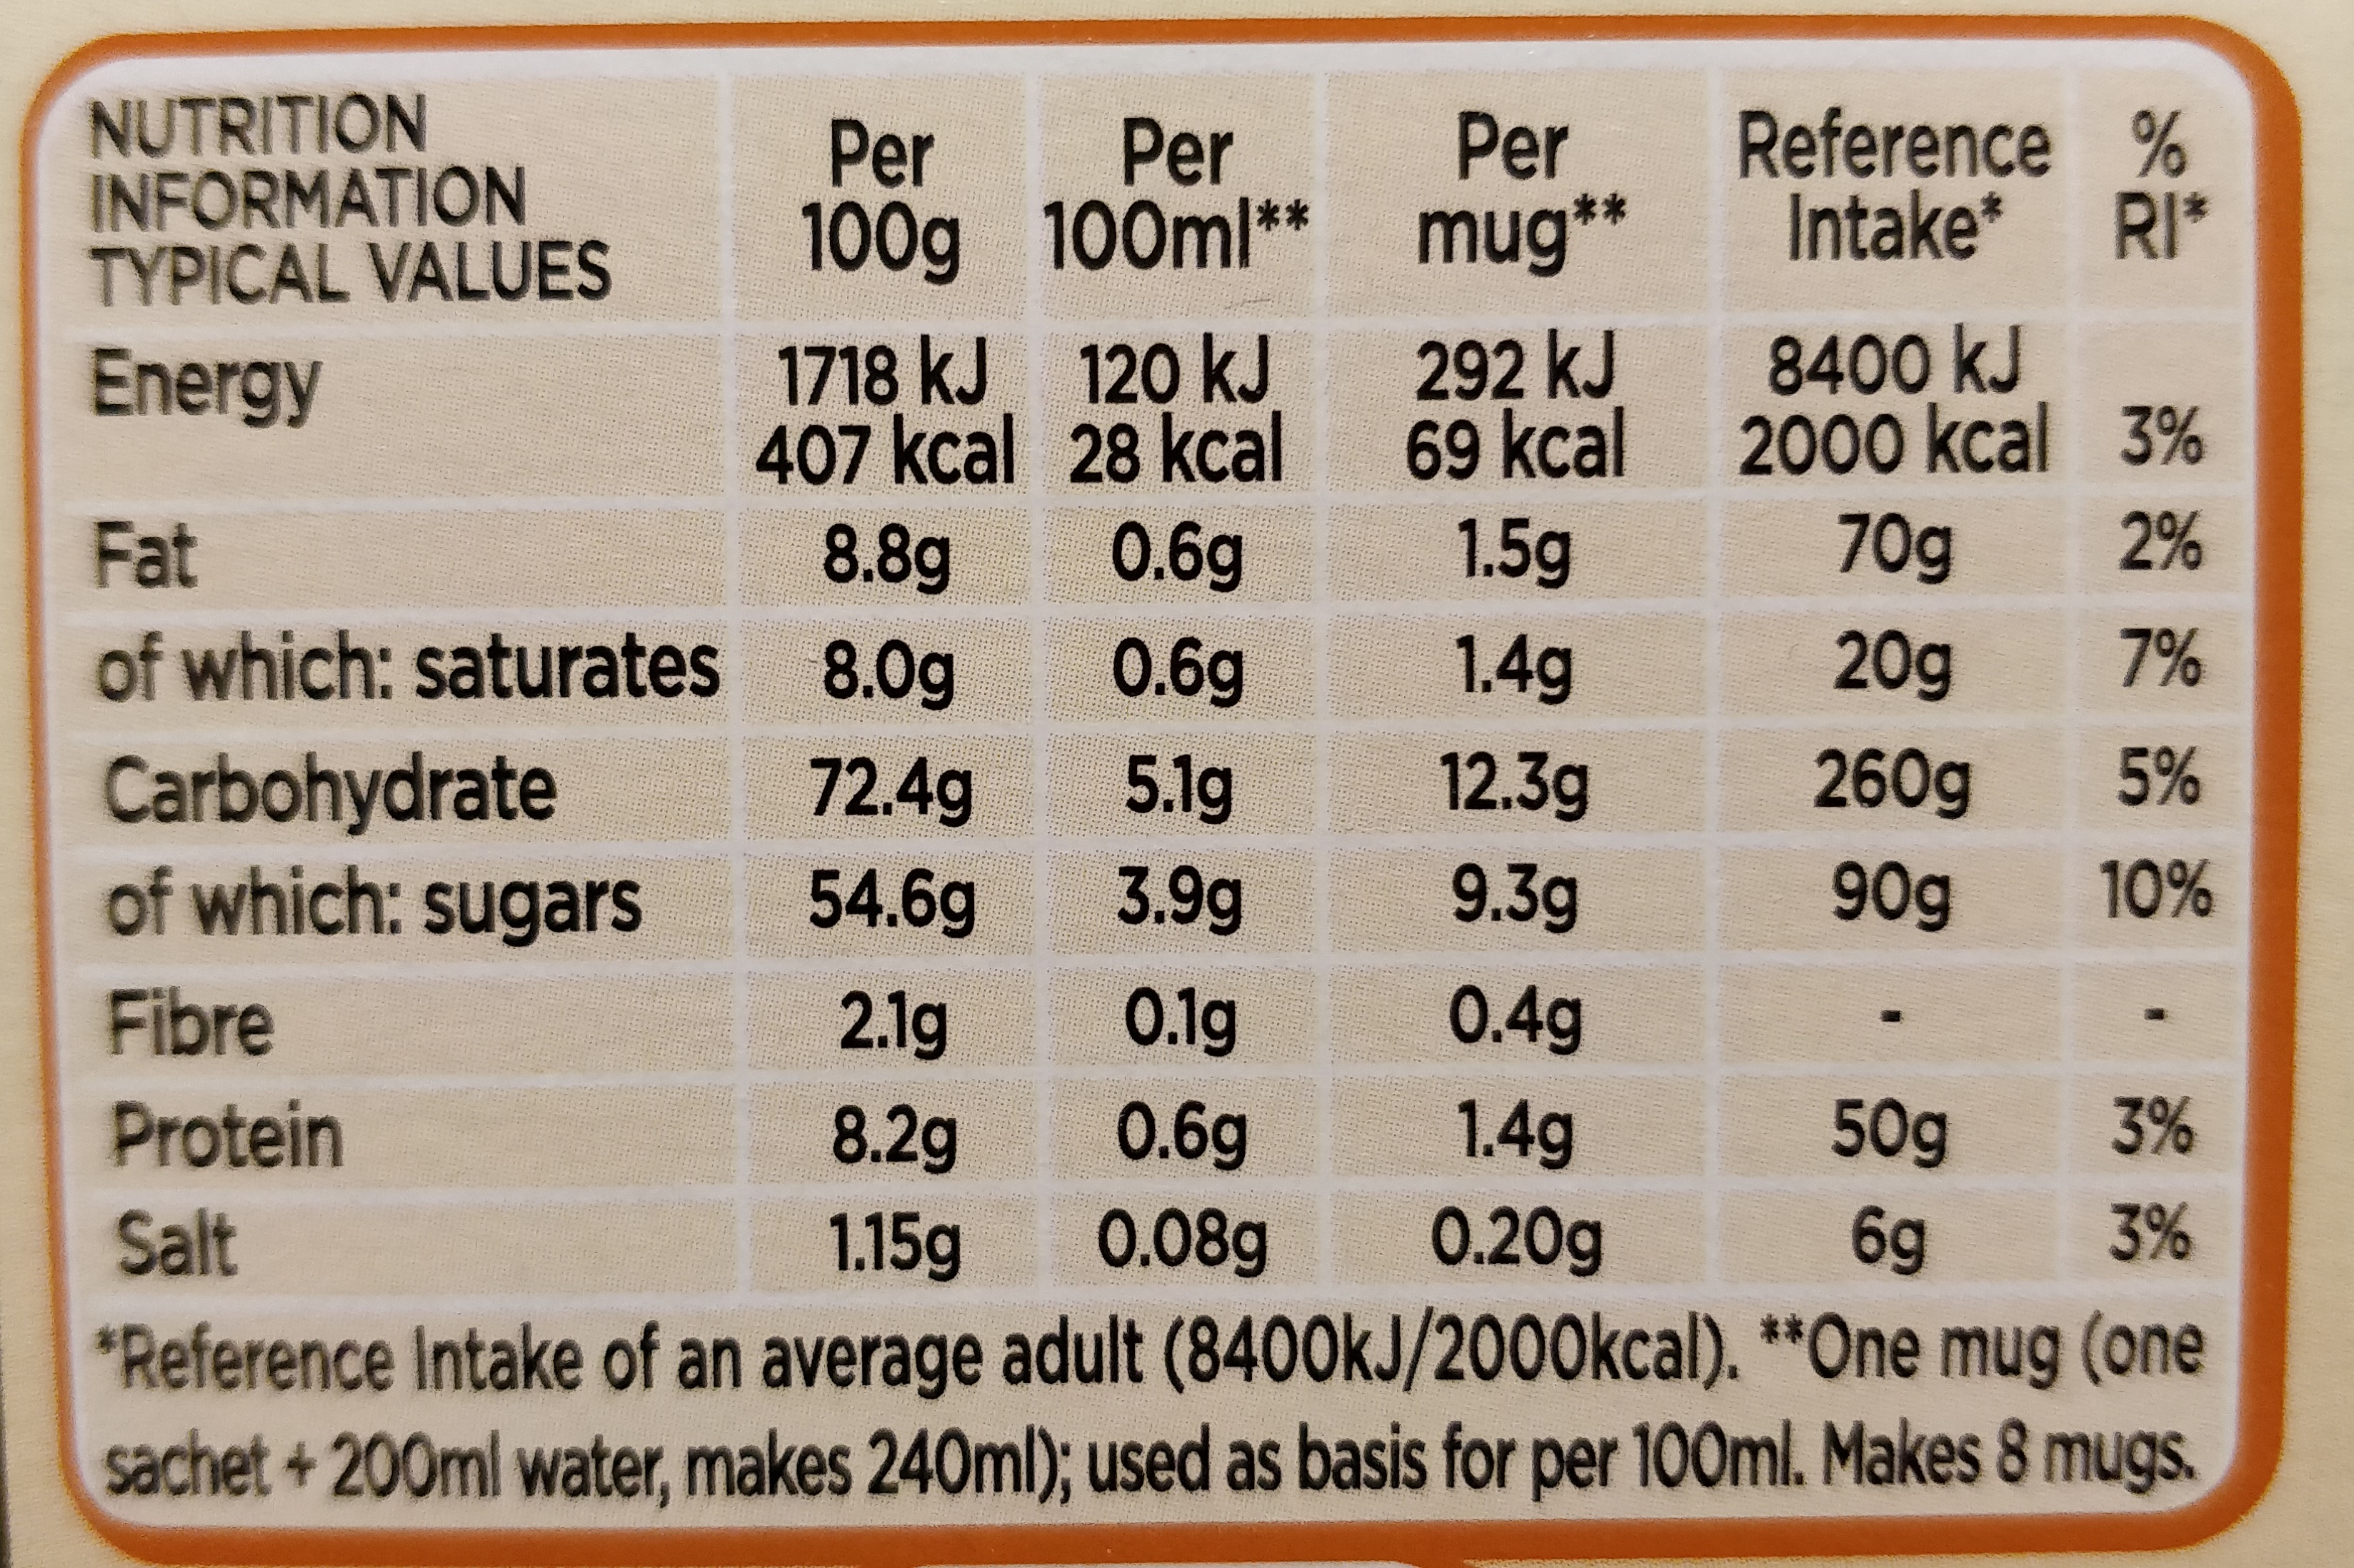 NUTRITION
INFORMATION
TYPICAL VALUES
Per
100g
Per
100ml**
Per
mug**
Reference
Intake*
%
RI*
Energy 1718 kJ 120 kJ 292 kJ 8400 kJ
407 kcal 28 kcal 69 kcal 2000 kcal 3%
Fat 8.8g 0.6g 1.5g 70g 2%
of which: saturates 8.0g 0.6g 1.4g 20g 7%
Carbohydrate 72.4g 5.1g 12.3g 260g 5%
of which: sugars 54.6g 3.9g 9.3g 90g 10%
Fibre 2.1g 0.1g 0.4g - -
Protein 8.2g 0.6g 1.4g 50g 3%
Salt 1.15g 0.08g 0.20g 6g 3%
*Reference Intake of an average adult (8400kJ/2000kcal). **One mug (one
sachet + 200ml water, makes 240ml); used as basis for per 100ml. Makes 8 mugs.